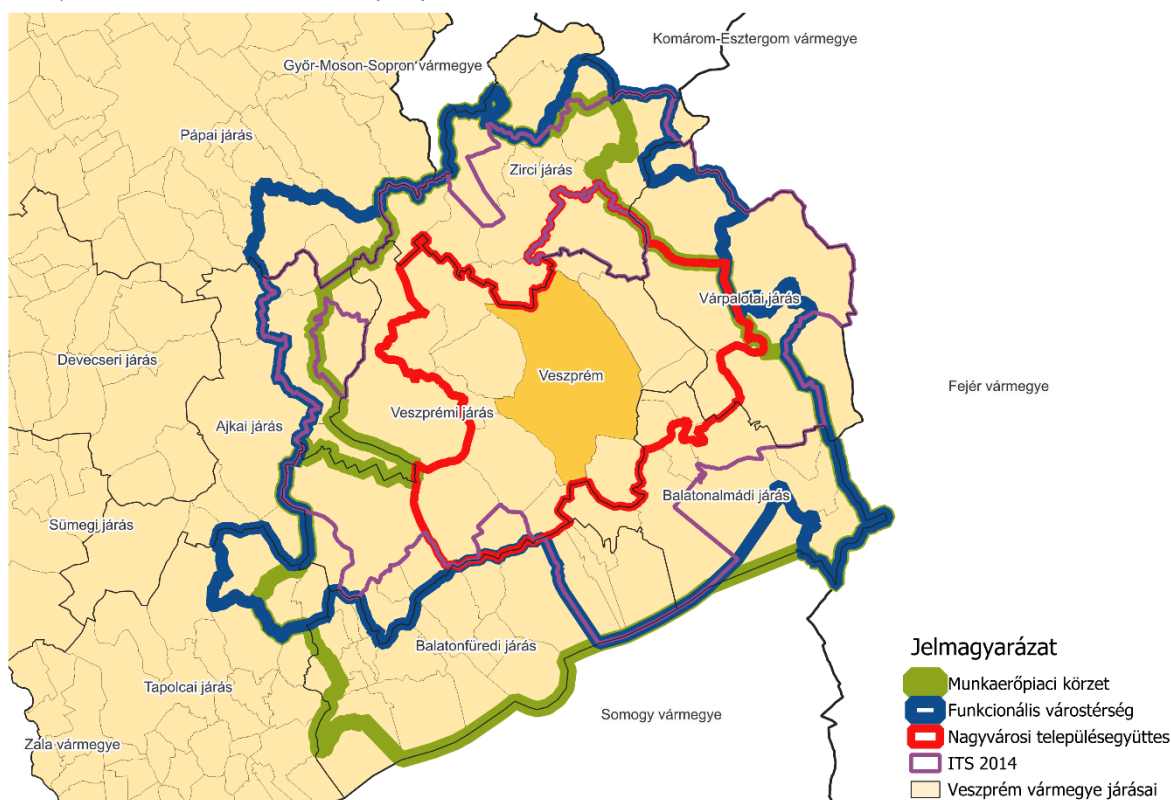 Komárom-Esztergom vármegye
Győr-Moson-Sopron vármegye
Pápai járás
Zirci járás
Várpalotai járás
Devecseri járás
Veszprém
Fejér vármegye
Veszprémi járás
Ajkai járás
Balatonalmádi járás
Sümegi járás
Balatonfüredi járás
Tapolcai járás
Somogy vármegye
Zala vármegye
Jelmagyarázat
Munkaerőpiaci körzet
Funkcionális várostérség
Nagyvárosi településegyüttes
ITS 2014
Veszprém vármegye járásai